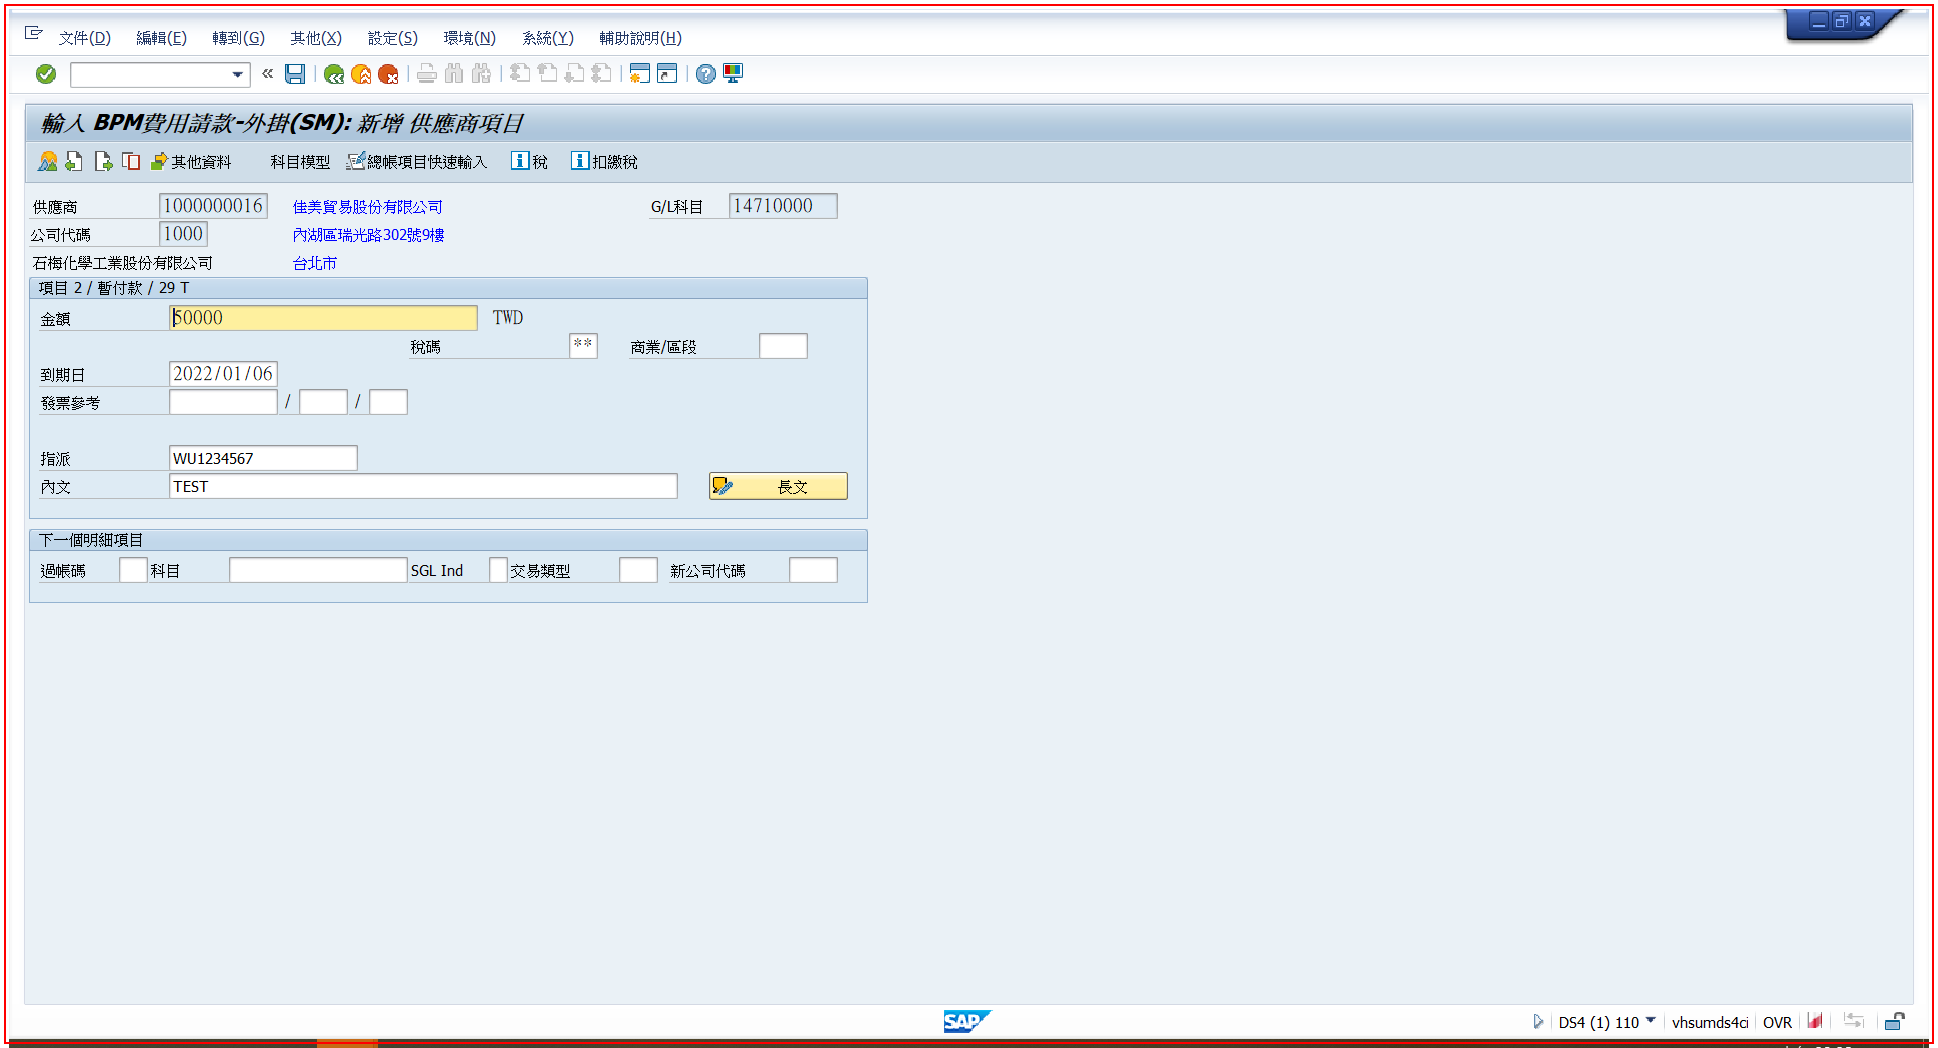 文件(D) 編輯(E) 轉到(G) 其他(X) 設定(S) 環境(N) 系統(Y) 輔助說明(H)
輸入 BPM費用請款-外掛(SM): 新增 供應商項目
其他資料 科目模型 總帳項目快速輸入 稅 扣繳稅
供應商 1000000016 佳美貿易股份有限公司 G/L科目 14710000
公司代碼 1000 內湖區瑞光路302號9樓
石梅化學工業股份有限公司 台北市
項目 2 / 暫付款 / 29 T
金額 50000 TWD
稅碼 ** 商業/區段
到期日 2022/01/06
發票參考 / /
指派 WU1234567
內文 TEST 長文
下一個明細項目
過帳碼 科目 SGL Ind 交易類型 新公司代碼
SAP DS4 (1) 110 vhsumds4ci OVR